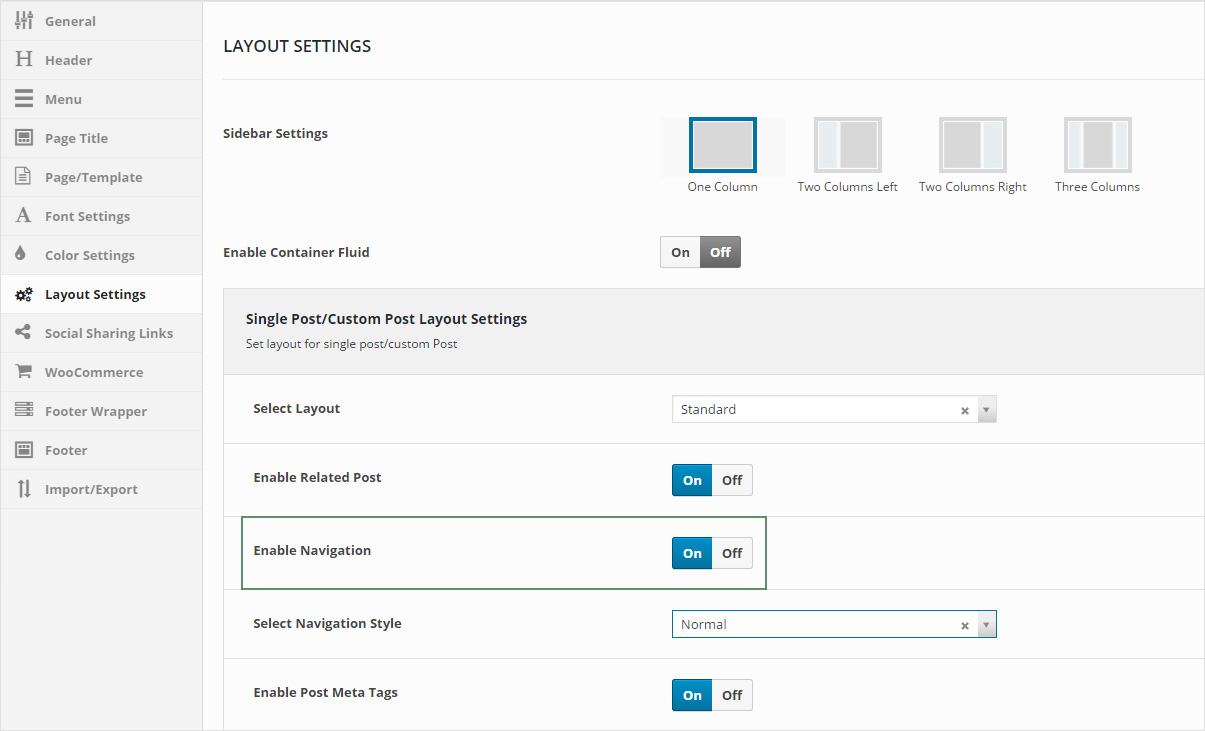 General
Header
Menu
Page Title
Page/Template
Font Settings
Color Settings
Layout Settings
Social Sharing Links
WooCommerce
Footer Wrapper
Footer
Import/Export
LAYOUT SETTINGS
Sidebar Settings
One Column
Two Columns Left
Two Columns Right
Three Columns
Enable Container Fluid
On Off
Single Post/Custom Post Layout Settings
Set layout for single post/custom Post
Select Layout
Standard
Enable Related Post
On Off
Enable Navigation
On Off
Select Navigation Style
Normal
Enable Post Meta Tags
On Off